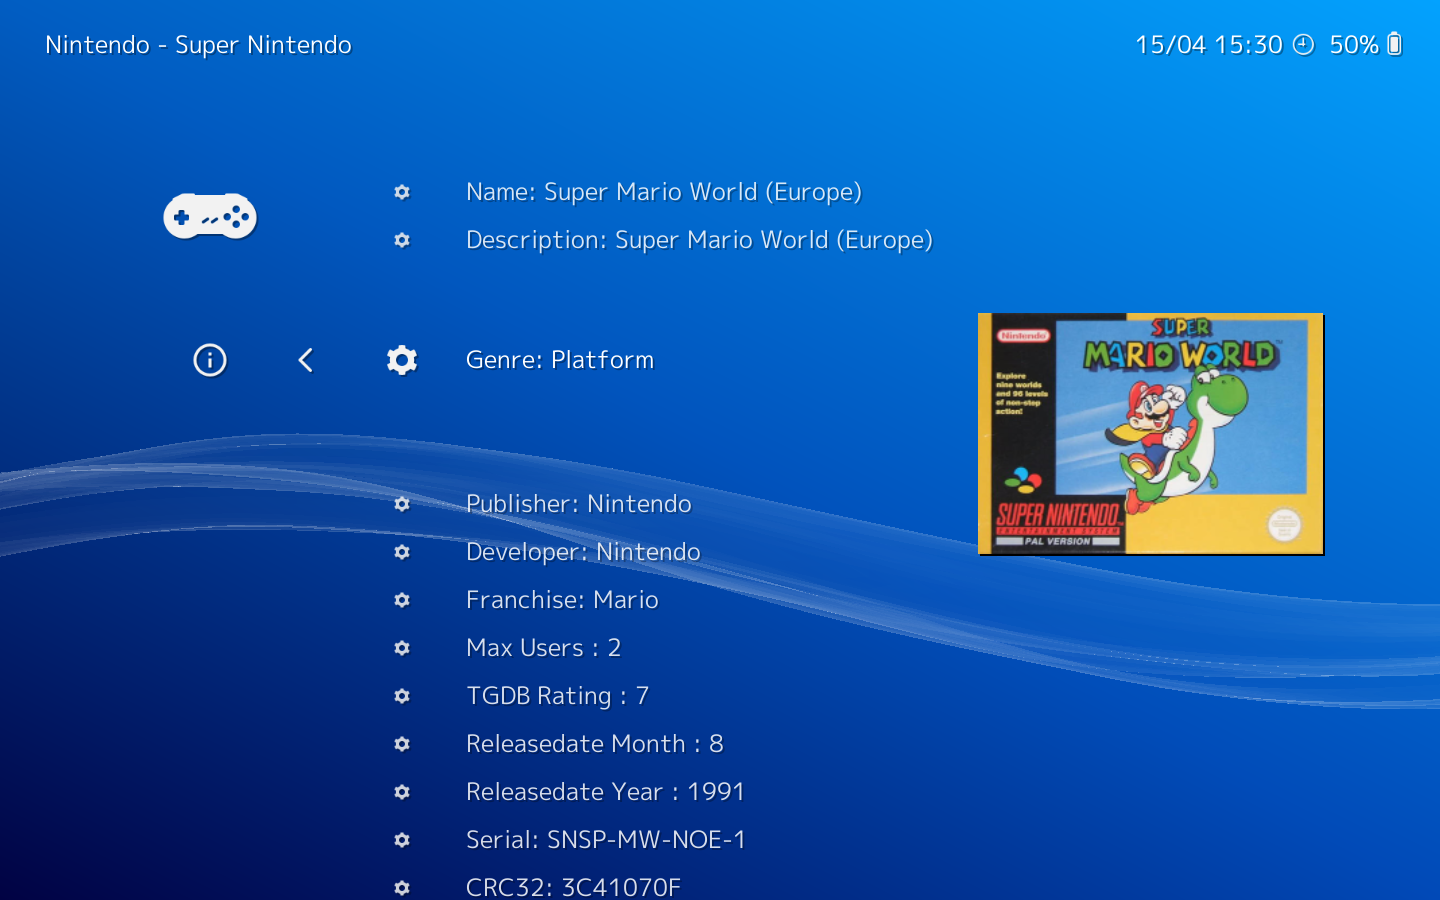 Nintendo - Super Nintendo
15/04 15:30 50%
Name: Super Mario World (Europe)
Description: Super Mario World (Europe)
Genre: Platform
Publisher: Nintendo
Developer: Nintendo
Franchise: Mario
Max Users : 2
TGDB Rating : 7
Releasedate Month : 8
Releasedate Year : 1991
Serial: SNSP-MW-NOE-1
CRC32: 3C41070F
Nintendo
SUPER
MARIO WORLD
Explore
nine worlds
and 96 levels
of non-stop
action!
SUPER NINTENDO
ENTERTAINMENT SYSTEM
PAL VERSION